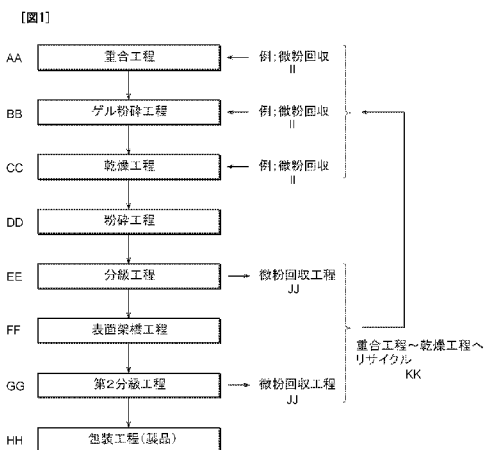 [図1]
AA 重合工程 例;微粉回収
II
BB ゲル粉砕工程 例;微粉回収
II
CC 乾燥工程 例;微粉回収
II
DD 粉砕工程
EE 分級工程 微粉回収工程
JJ
FF 表面架橋工程
重合工程~乾燥工程へ
リサイクル
KK
GG 第2分級工程 微粉回収工程
JJ
HH 包装工程(製品)